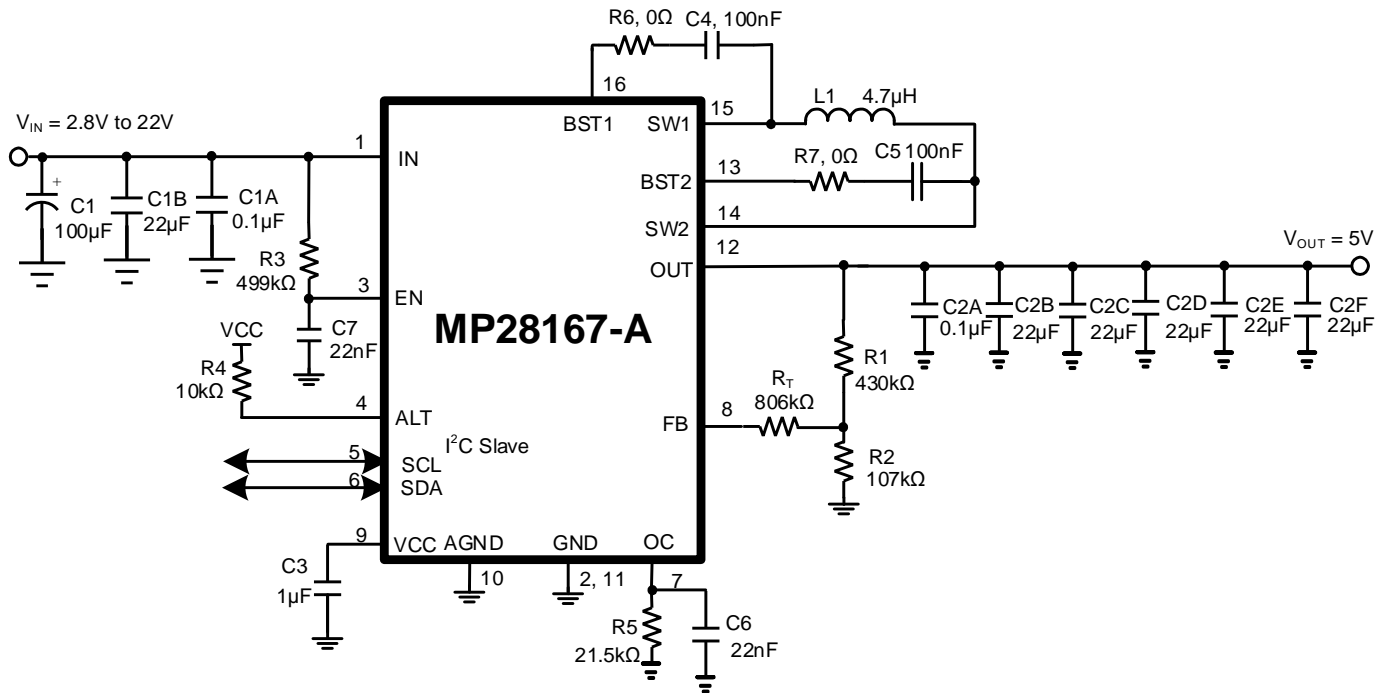 R6, 0Ω
C4, 100nF
16
15
L1
4.7µH
VIN = 2.8V to 22V
1
IN
BST1
SW1
+
C1
100µF
C1B
22µF
C1A
0.1µF
R7, 0Ω
C5 100nF
BST2
13
14
SW2
12
VOUT = 5V
R3
499kΩ
OUT
3
EN
C7
22nF
MP28167-A
C2A
0.1µF
C2B
22µF
C2C
22µF
C2D
22µF
C2E
22µF
C2F
22µF
VCC
R4
10kΩ
R1
430kΩ
RT
806kΩ
4
ALT
FB
8
I2C Slave
5
SCL
6
SDA
R2
107kΩ
9
VCC
AGND
GND
OC
C3
1µF
10
2, 11
7
R5
21.5kΩ
C6
22nF